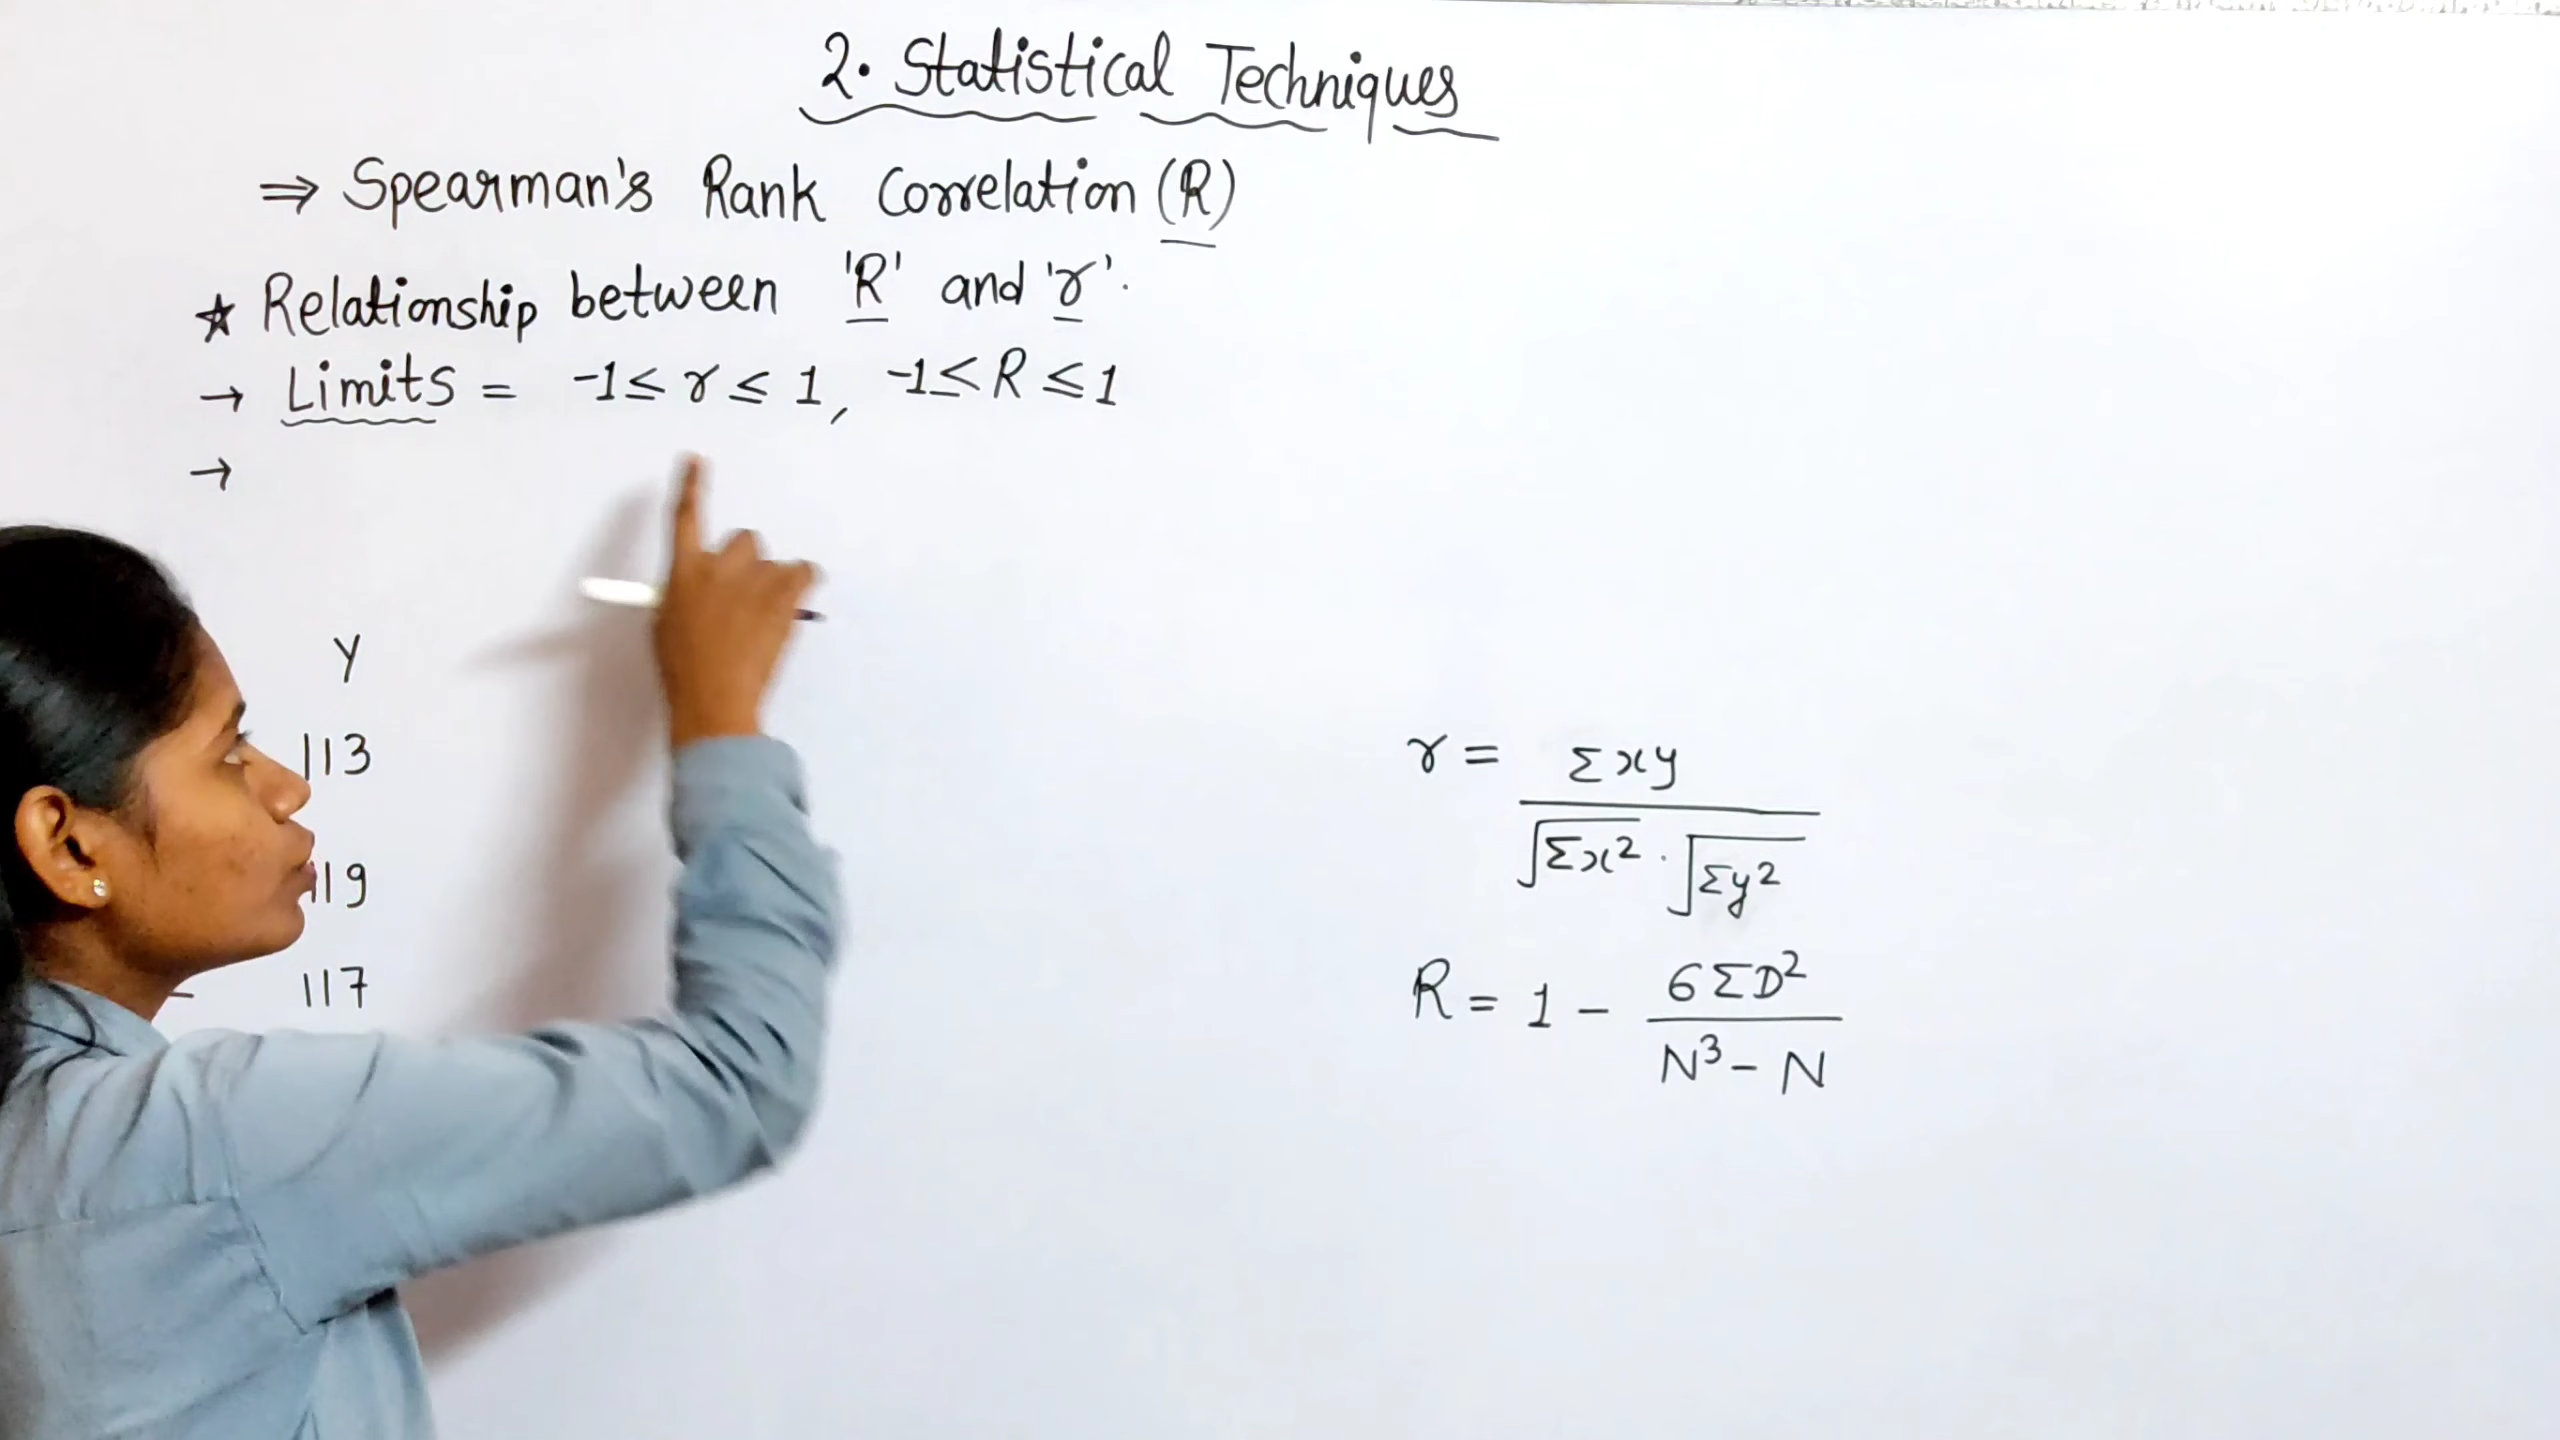 2. Statistical Techniques
⇒ Spearman's Rank Correlation (R)
★ Relationship between 'R' and 'r'.
→ Limits = -1 ≤ r ≤ 1, -1 ≤ R ≤ 1
→
Y
113
119
117
r = Σxy / √Σx² · √Σy²
R = 1 - 6ΣD² / N³ - N